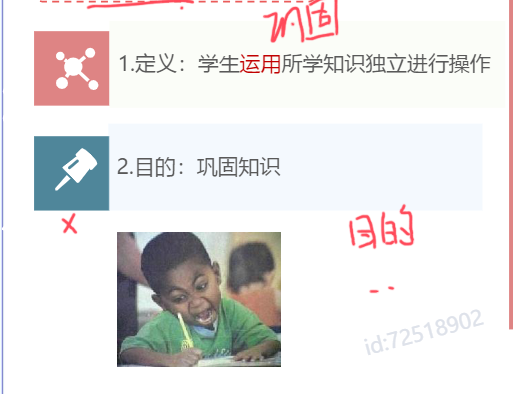 巩固
1.定义：学生运用所学知识独立进行操作
2.目的：巩固知识
×
目的
id:72518902